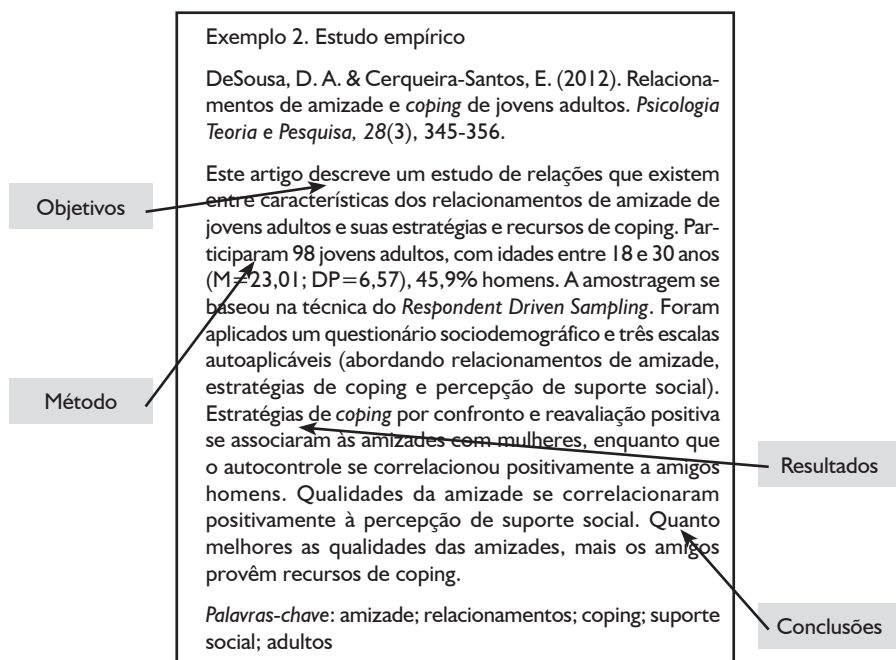 Exemplo 2. Estudo empírico
DeSousa, D. A. & Cerqueira-Santos, E. (2012). Relaciona-
mentos de amizade e coping de jovens adultos. Psicologia
Teoria e Pesquisa, 28(3), 345-356.
Este artigo descreve um estudo de relações que existem
entre características dos relacionamentos de amizade de
jovens adultos e suas estratégias e recursos de coping. Par-
ticiparam 98 jovens adultos, com idades entre 18 e 30 anos
(M=23,01; DP=6,57), 45,9% homens. A amostragem se
baseou na técnica do Respondent Driven Sampling. Foram
aplicados um questionário sociodemográfico e três escalas
autoaplicáveis (abordando relacionamentos de amizade,
estratégias de coping e percepção de suporte social).
Estratégias de coping por confronto e reavaliação positiva
se associaram às amizades com mulheres, enquanto que
o autocontrole se correlacionou positivamente a amigos
homens. Qualidades da amizade se correlacionaram
positivamente à percepção de suporte social. Quanto
melhores as qualidades das amizades, mais os amigos
provêm recursos de coping.
Palavras-chave: amizade; relacionamentos; coping; suporte
social; adultos
Objetivos
Método
Resultados
Conclusões